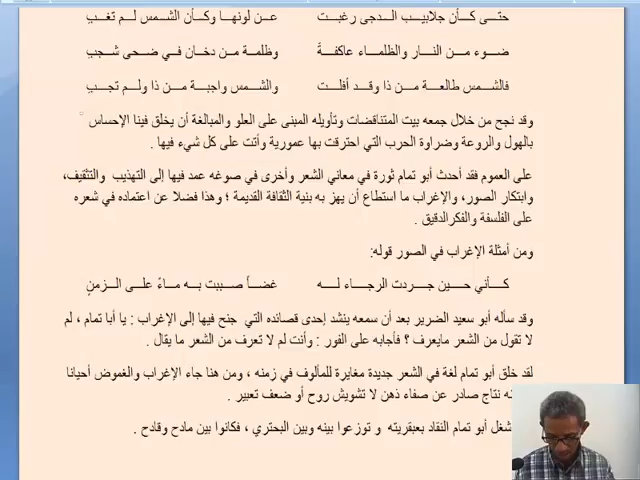 حتى كأن جلابيب الدجى رغبت عن لونها وكأن الشمس لم تغب
ضوء من النار والظلماء عاكفةً وظلمة من دخان في ضحى شجب
فالشمس طالعة من ذا وقد أفلت والشمس واجبة من ذا ولم تجب
وقد نجح من خلال جمعه بيت المتناقضات وتأويله المبنى على العلو والمبالغة أن يخلق فينا الإحساس
بالهول والروعة وضراوة الحرب التي احترقت بها عمورية وأتت على كل شيء فيها .
على العموم فقد أحدث أبو تمام ثورة في معاني الشعر وأخرى في صوغه عمد فيها إلى التهذيب والتثقيف،
وابتكار الصور، والإغراب ما استطاع أن يهز به بنية الثقافة القديمة ؛ وهذا فضلا عن اعتماده في شعره
على الفلسفة والفكرالدقيق .
ومن أمثلة الإغراب في الصور قوله:
كأني حين جردت الرجاء له غضاً صببت به ماءً على الزمنِ
وقد سأله أبو سعيد الضرير بعد أن سمعه ينشد إحدى قصائده التي جنح فيها إلى الإغراب : يا أبا تمام ، لم
لا تقول من الشعر مايعرف ؟ فأجابه على الفور : وأنت لم لا تعرف من الشعر ما يقال .
لقد خلق أبو تمام لغة في الشعر جديدة مغايرة للمألوف في زمنه ، ومن هنا جاء الإغراب والغموض أحيانا
نتاج صادر عن صفاء ذهن لا تشويش روح أو ضعف تعبير .
شغل أبو تمام النقاد بعبقريته و توزعوا بينه وبين البحتري ، فكانوا بين مادح وقادح .